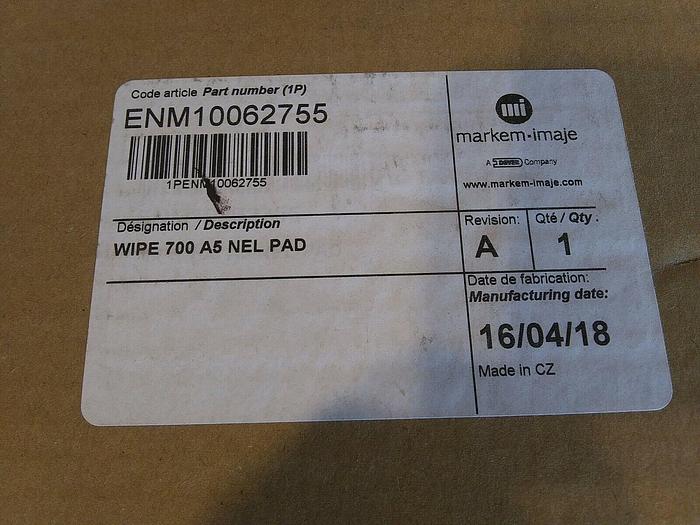 Code article Part number (1P)
ENM10062755
1PENM10062755
mi
markem·imaje
A DOVER Company
www.markem-imaje.com
Désignation / Description
WIPE 700 A5 NEL PAD
Revision:
A
Qté / Qty :
1
Date de fabrication:
Manufacturing date:
16/04/18
Made in CZ